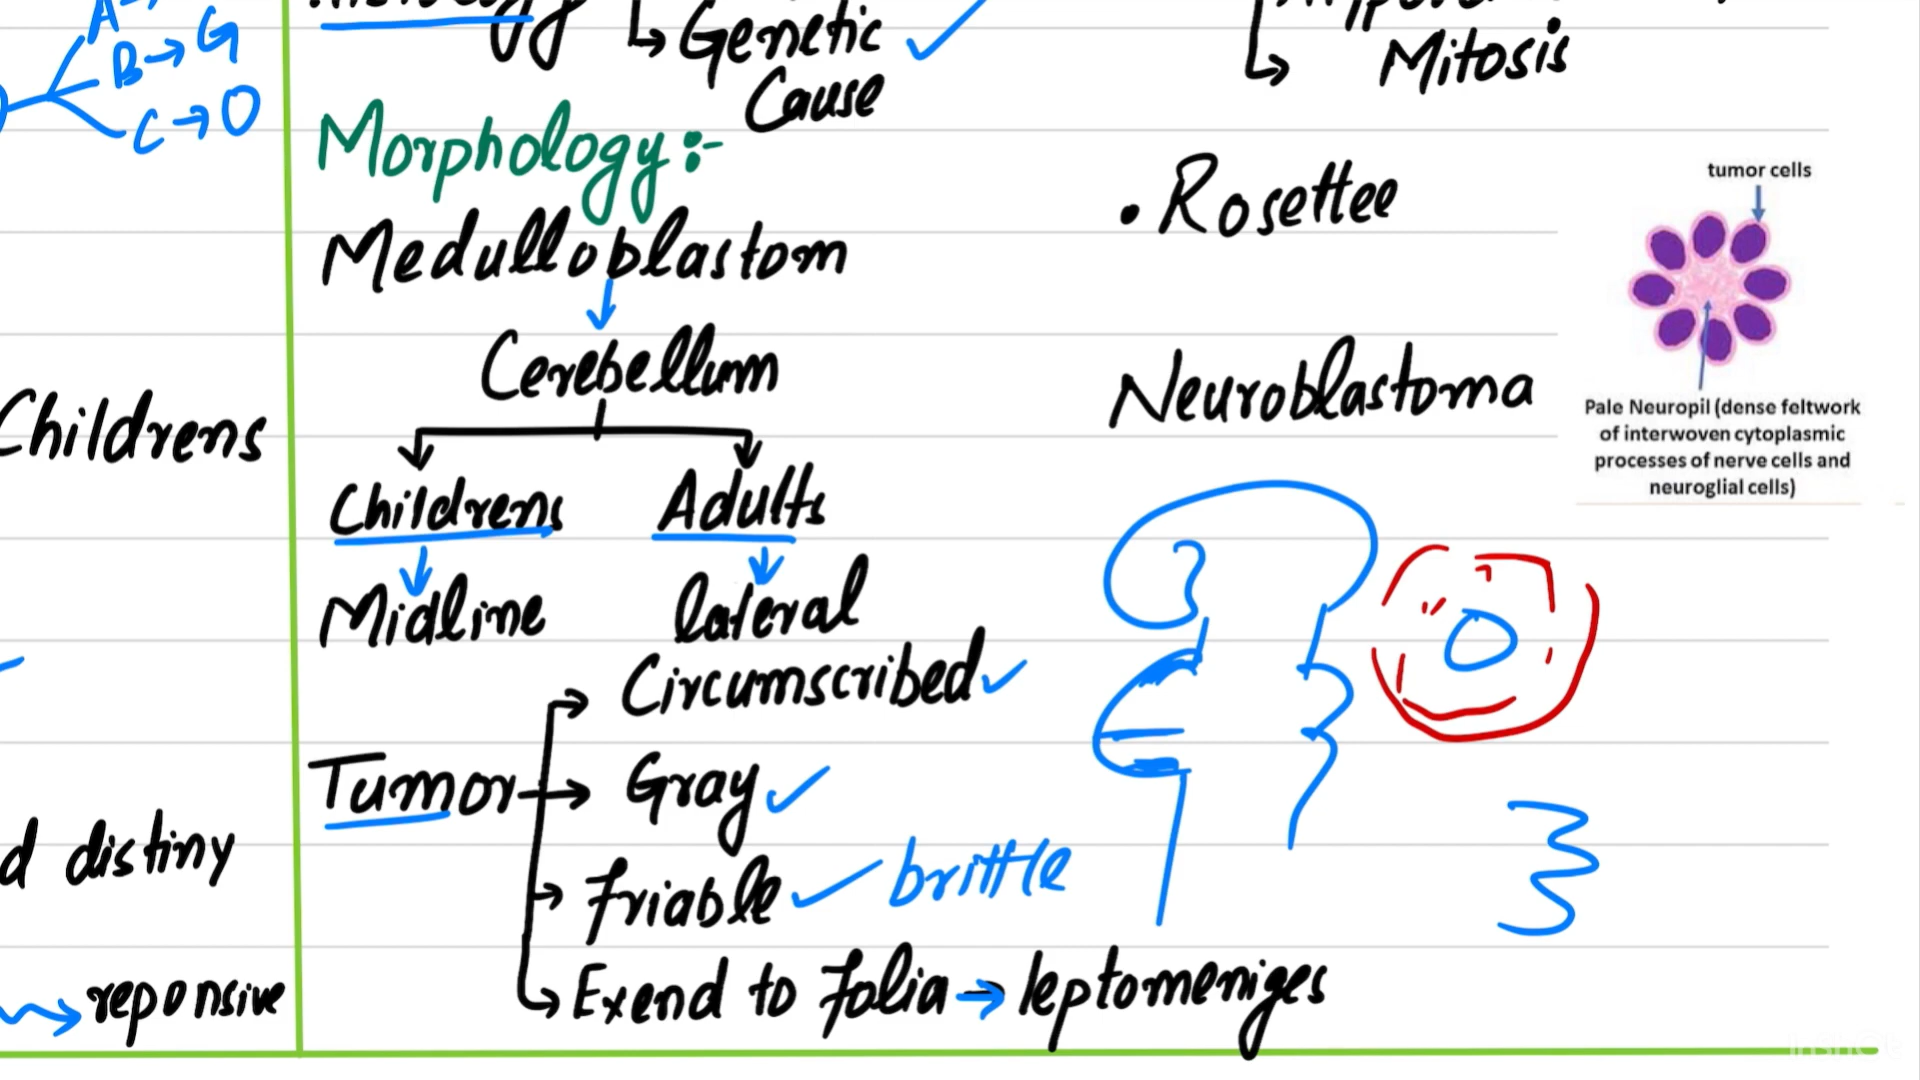 A→
B→G
C→O
Childrens
d distiny
reponsive
Genetic
Cause
Morphology:-
Medulloblastom
Cerebellum
Childrens Adults
Midline lateral
Tumor
Circumscribed
Gray
Friable brittle
Exend to Folia → leptomeniges
Mitosis
• Rosettee
Neuroblastoma
tumor cells
Pale Neuropil (dense feltwork
of interwoven cytoplasmic
processes of nerve cells and
neuroglial cells)